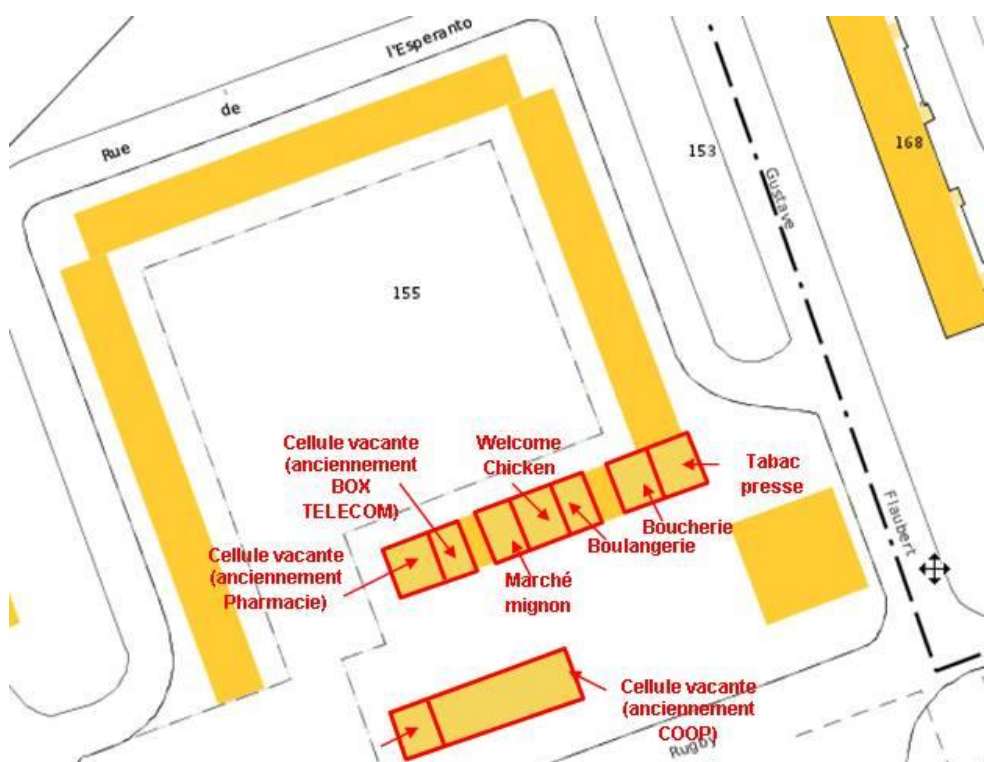 Rue de l'Esperanto
153
168
Gustave
155
Cellule vacante
(anciennement
BOX
TELECOM)
Welcome
Chicken
Tabac
presse
Boucherie
Boulangerie
Flaubert
Cellule vacante
(anciennement
Pharmacie)
Marché
mignon
Cellule vacante
(anciennement
COOP)
Rugby